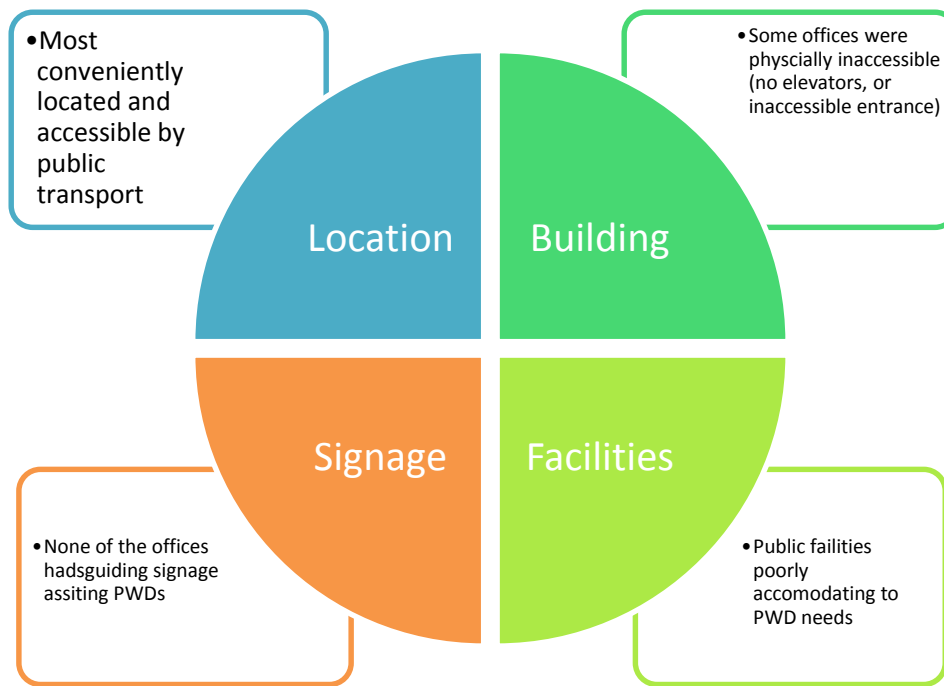 •Most
conveniently
located and
accessible by
public
transport
•Some offices were
physcially inaccessible
(no elevators, or
inaccessible entrance)
Location
Building
Signage
Facilities
•None of the offices
hadsguiding signage
assiting PWDs
•Public failities
poorly
accomodating to
PWD needs